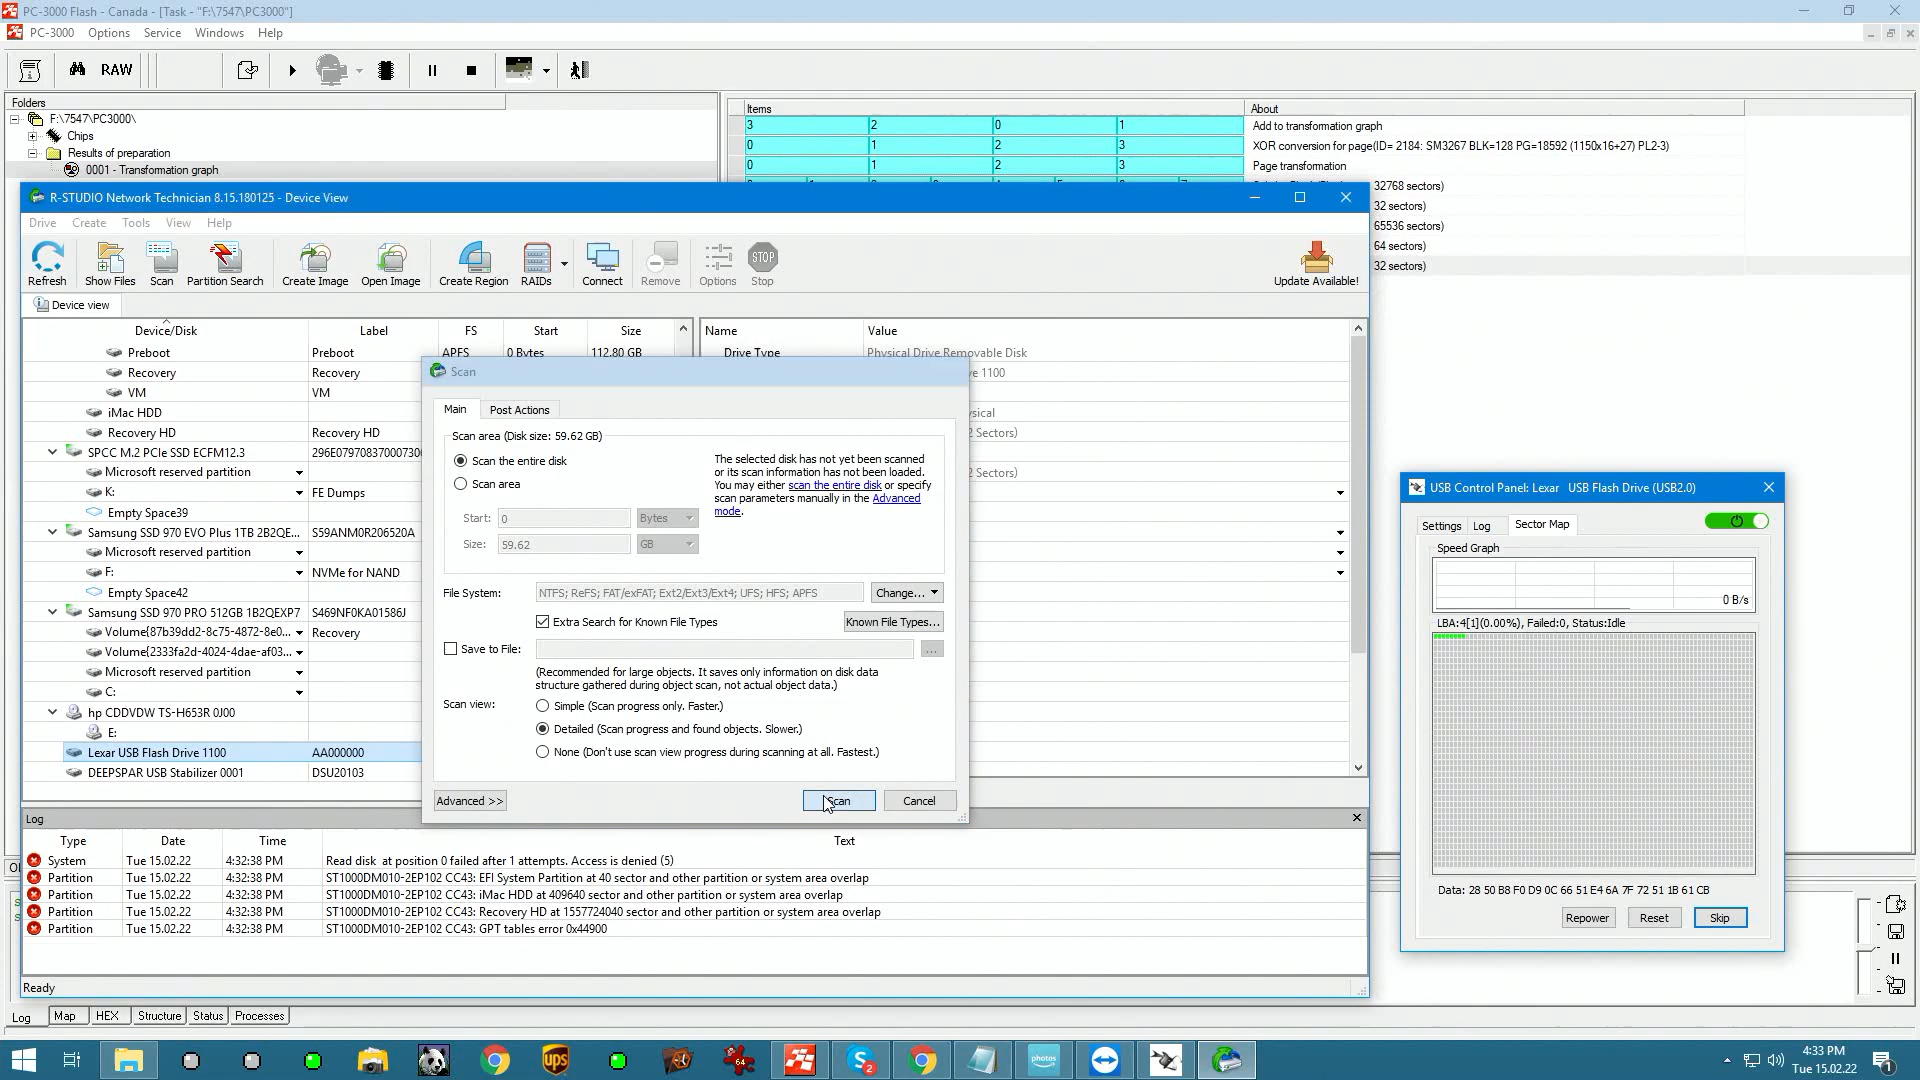 PC-3000 Flash - Canada - [Task - "F:\7547\PC3000"]
PC-3000 Options Service Windows Help
RAW
Folders
F:\7547\PC3000\
Chips
Results of preparation
0001 - Transformation graph
Items About
3 2 0 1 Add to transformation graph
0 1 2 3 XOR conversion for page(ID= 2184: SM3267 BLK=128 PG=18592 (1150x16+27) PL2-3)
0 1 2 3 Page transformation
32768 sectors)
32 sectors)
65536 sectors)
64 sectors)
32 sectors)
R-STUDIO Network Technician 8.15.180125 - Device View
Drive Create Tools View Help
Refresh Show Files Scan Partition Search Create Image Open Image Create Region RAIDs Connect Remove Options STOP Stop Update Available!
Device view
Device/Disk Label FS Start Size
Preboot Preboot APFS 0 Bytes 112.80 GB
Recovery Recovery
VM VM
iMac HDD
Recovery HD Recovery HD
SPCC M.2 PCIe SSD ECFM12.3 296E07970837000730
Microsoft reserved partition
K: FE Dumps
Empty Space39
Samsung SSD 970 EVO Plus 1TB 2B2QE... S59ANM0R206520A
Microsoft reserved partition
F: NVMe for NAND
Empty Space42
Samsung SSD 970 PRO 512GB 1B2QEXP7 S469NF0KA01586J
Volume{87b39dd2-8c75-4872-8e0... Recovery
Volume{2333fa2d-4024-4dae-af03...
Microsoft reserved partition
C:
hp CDDVDW TS-H653R 0J00
E:
Lexar USB Flash Drive 1100 AA000000
DEEPSPAR USB Stabilizer 0001 DSU20103
Name Value
Drive Type Physical Drive Removable Disk
e 1100
sical
2 Sectors)
2 Sectors)
Scan
Main Post Actions
Scan area (Disk size: 59.62 GB)
Scan the entire disk
Scan area
Start: 0 Bytes
Size: 59.62 GB
The selected disk has not yet been scanned
or its scan information has not been loaded.
You may either scan the entire disk or specify
scan parameters manually in the Advanced
mode.
File System: NTFS; ReFS; FAT/exFAT; Ext2/Ext3/Ext4; UFS; HFS; APFS Change...
Extra Search for Known File Types Known File Types...
Save to File: ...
(Recommended for large objects. It saves only information on disk data
structure gathered during object scan, not actual object data.)
Scan view: Simple (Scan progress only. Faster.)
Detailed (Scan progress and found objects. Slower.)
None (Don't use scan view progress during scanning at all. Fastest.)
Advanced >> Scan Cancel
Log
Type Date Time Text
System Tue 15.02.22 4:32:38 PM Read disk at position 0 failed after 1 attempts. Access is denied (5)
Partition Tue 15.02.22 4:32:38 PM ST1000DM010-2EP102 CC43: EFI System Partition at 40 sector and other partition or system area overlap
Partition Tue 15.02.22 4:32:38 PM ST1000DM010-2EP102 CC43: iMac HDD at 409640 sector and other partition or system area overlap
Partition Tue 15.02.22 4:32:38 PM ST1000DM010-2EP102 CC43: Recovery HD at 1557724040 sector and other partition or system area overlap
Partition Tue 15.02.22 4:32:38 PM ST1000DM010-2EP102 CC43: GPT tables error 0x44900
Ready
USB Control Panel: Lexar USB Flash Drive (USB2.0)
Settings Log Sector Map
Speed Graph
0 B/s
LBA:4[1](0.00%), Failed:0, Status:Idle
Data: 28 50 B8 F0 D9 0C 66 51 E4 6A 7F 72 51 1B 61 CB
Repower Reset Skip
Log Map HEX Structure Status Processes
ups
64
2
photos
4:33 PM
Tue 15.02.22
1